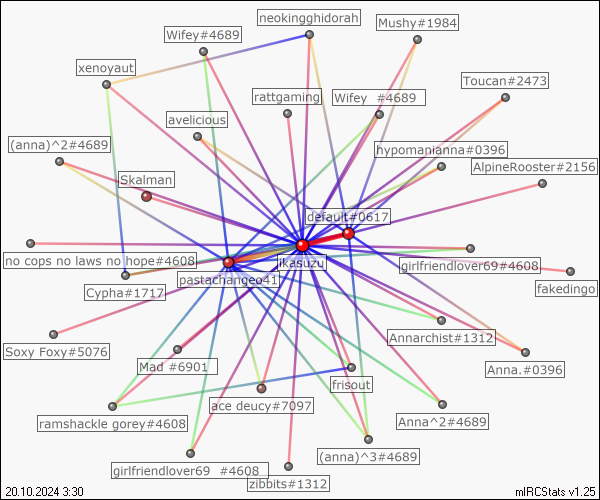 neokingghidorah
Mushy#1984
Wifey#4689
xenoyaut
Toucan#2473
rattgaming
Wifey #4689
avelicious
(anna)^2#4689
hypomanianna#0396
AlpineRooster#2156
Skalman
default#0617
no cops no laws no hope#4608
ikasuzu
girlfriendlover69#4608
pastachangeo41
Cypha#1717
fakedingo
Annarchist#1312
Soxy Foxy#5076
Mad #6901
Anna.#0396
frisout
ace deucy#7097
ramshackle gorey#4608
Anna^2#4689
(anna)^3#4689
girlfriendlover69 #4608
zibbits#1312
20.10.2024 3:30
mIRCStats v1.25